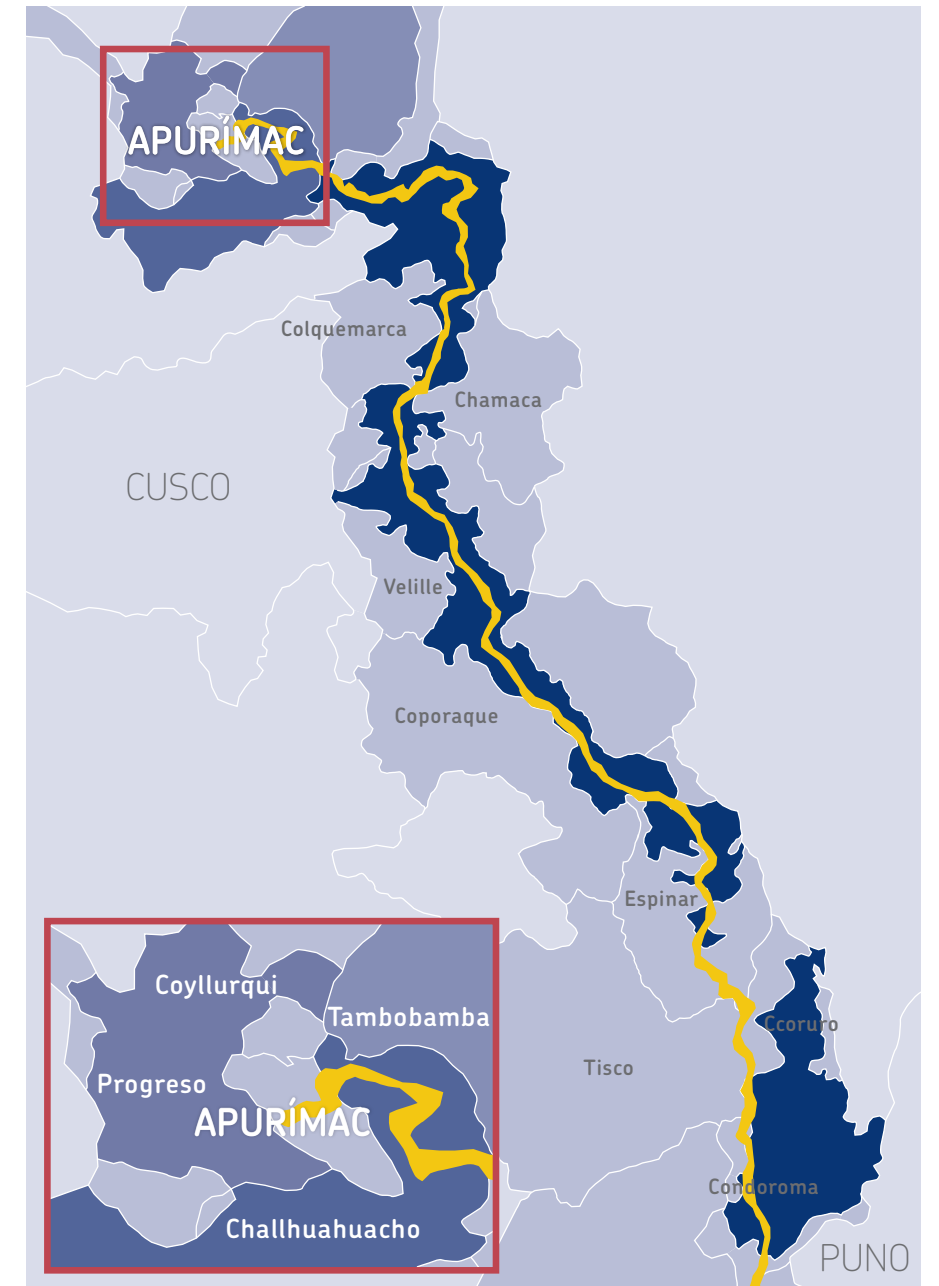 APURÍMAC
Colquemarca
Chamaca
CUSCO
Velille
Coporaque
Espinar
Coyllurqui
Tambobamba
Ccoruro
Tisco
Progreso
APURÍMAC
Condoroma
Challhuahuacho
PUNO